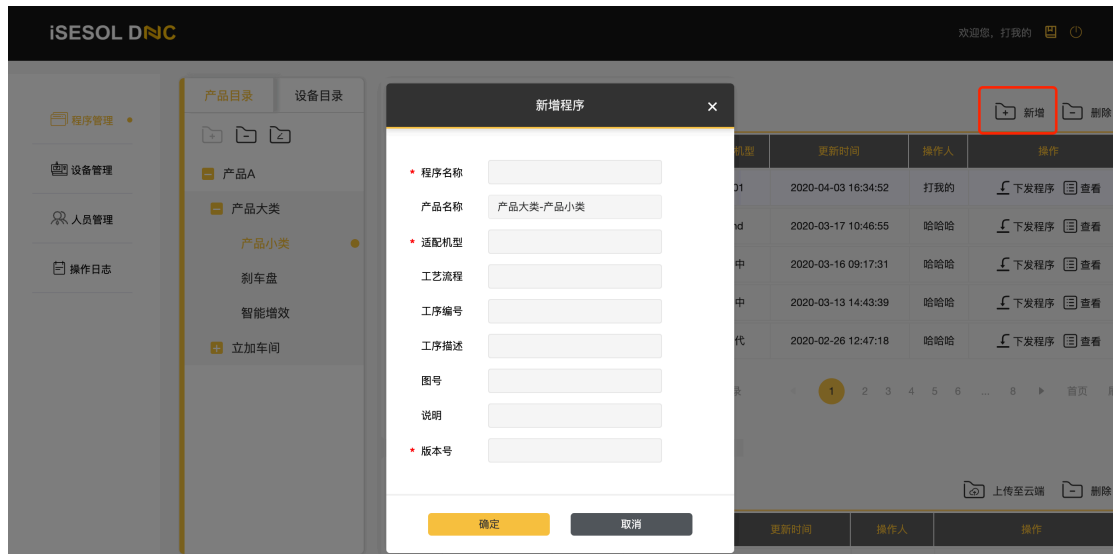 iSESOL DNC
欢迎您, 打我的
产品目录 设备目录
新增程序 ×
新增 删除
程序管理
设备管理
人员管理
操作日志
产品A
产品大类
产品小类
刹车盘
智能增效
立加车间
* 程序名称
产品名称 产品大类-产品小类
* 适配机型
工艺流程
工序编号
工序描述
图号
说明
* 版本号
确定 取消
机型 更新时间 操作人 操作
01 2020-04-03 16:34:52 打我的 下发程序 查看
nd 2020-03-17 10:46:55 哈哈哈 下发程序 查看
中 2020-03-16 09:17:31 哈哈哈 下发程序 查看
中 2020-03-13 14:43:39 哈哈哈 下发程序 查看
代 2020-02-26 12:47:18 哈哈哈 下发程序 查看
1 2 3 4 5 6 ... 8 首页
上传至云端 删除
更新时间 操作人 操作